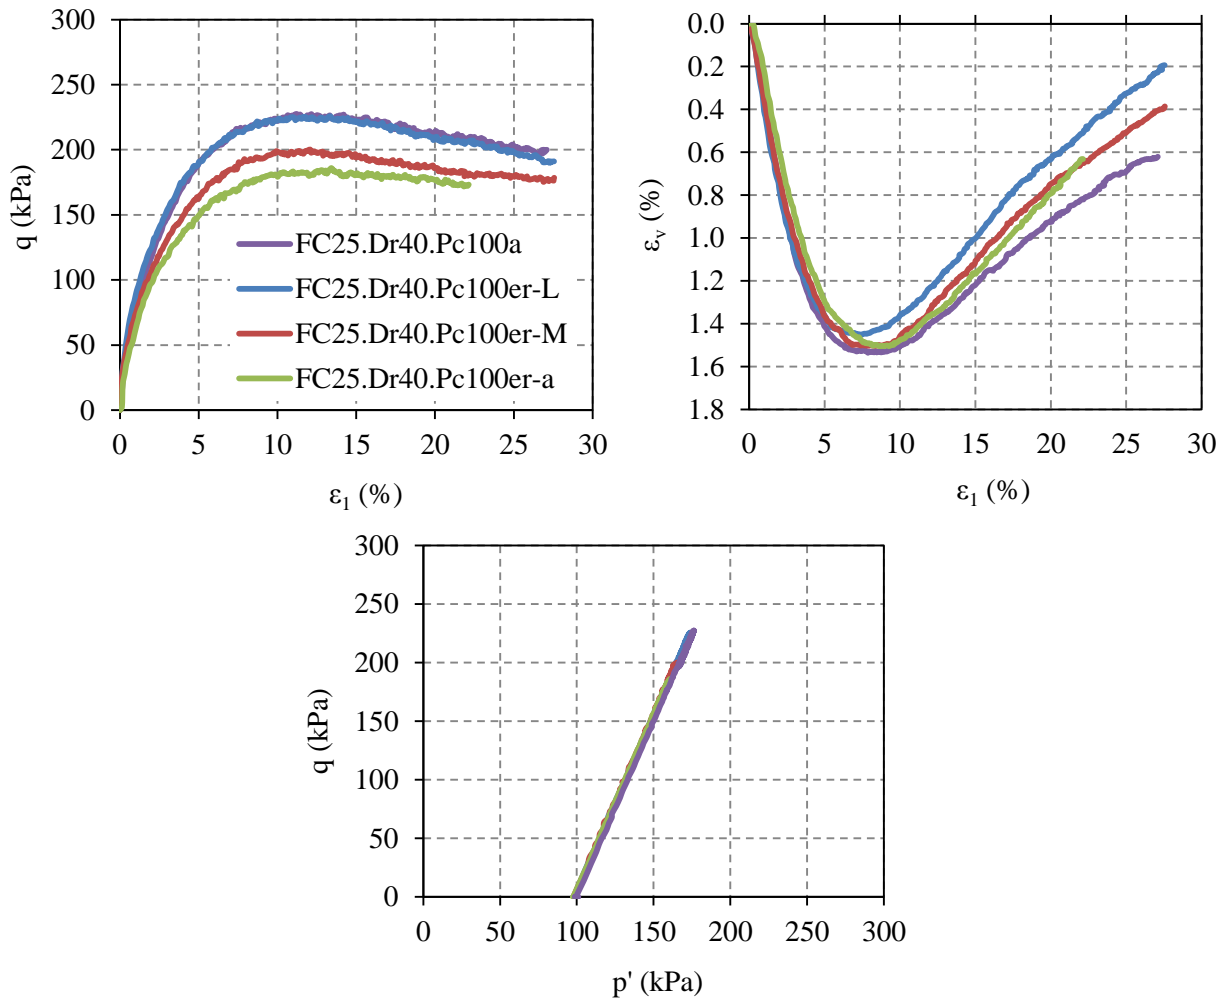 300
250
200
150
100
50
0
q (kPa)
0 5 10 15 20 25 30
ε1 (%)
FC25.Dr40.Pc100a
FC25.Dr40.Pc100er-L
FC25.Dr40.Pc100er-M
FC25.Dr40.Pc100er-a
0.0
0.2
0.4
0.6
0.8
1.0
1.2
1.4
1.6
1.8
εv (%)
0 5 10 15 20 25 30
ε1 (%)
300
250
200
150
100
50
0
q (kPa)
0 50 100 150 200 250 300
p' (kPa)